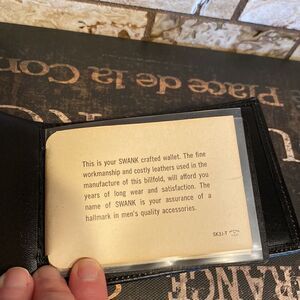 Place de la Con
This is your SWANK crafted wallet. The fine
workmanship and costly leathers used in the
manufacture of this billfold, will afford you
years of long wear and satisfaction. The
name of SWANK is your assurance of a
hallmark in men's quality accessories.
FRANCE